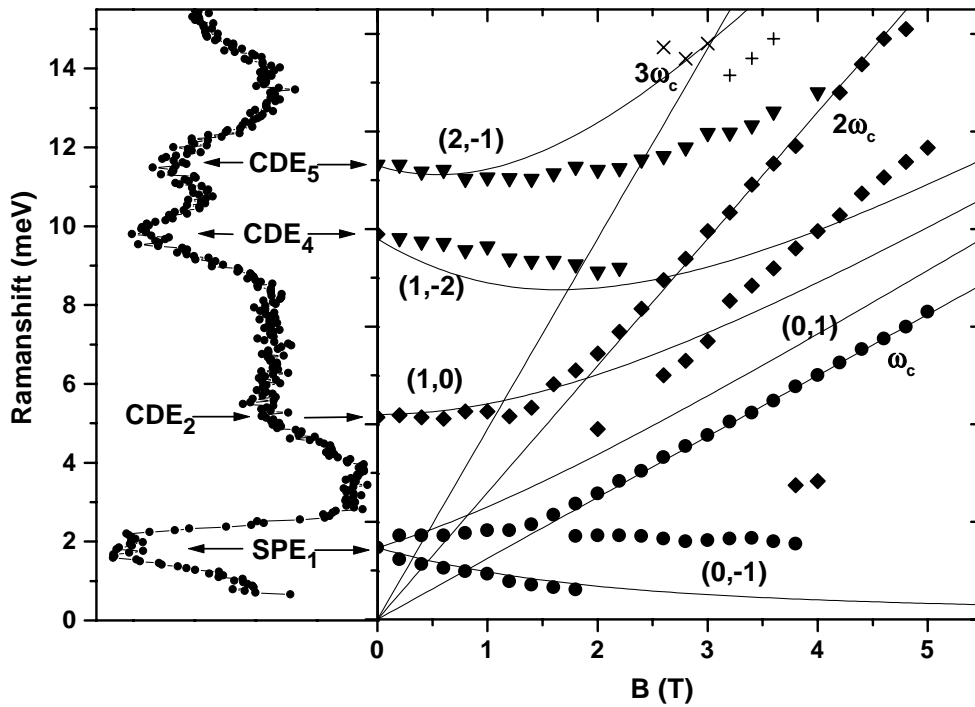 Ramanshift (meV)
14
12
10
8
6
4
2
0
CDE5
CDE4
CDE2
SPE1
(2,-1)
3ωc
2ωc
(1,-2)
(1,0)
(0,1)
ωc
(0,-1)
0
1
2
3
4
5
B (T)